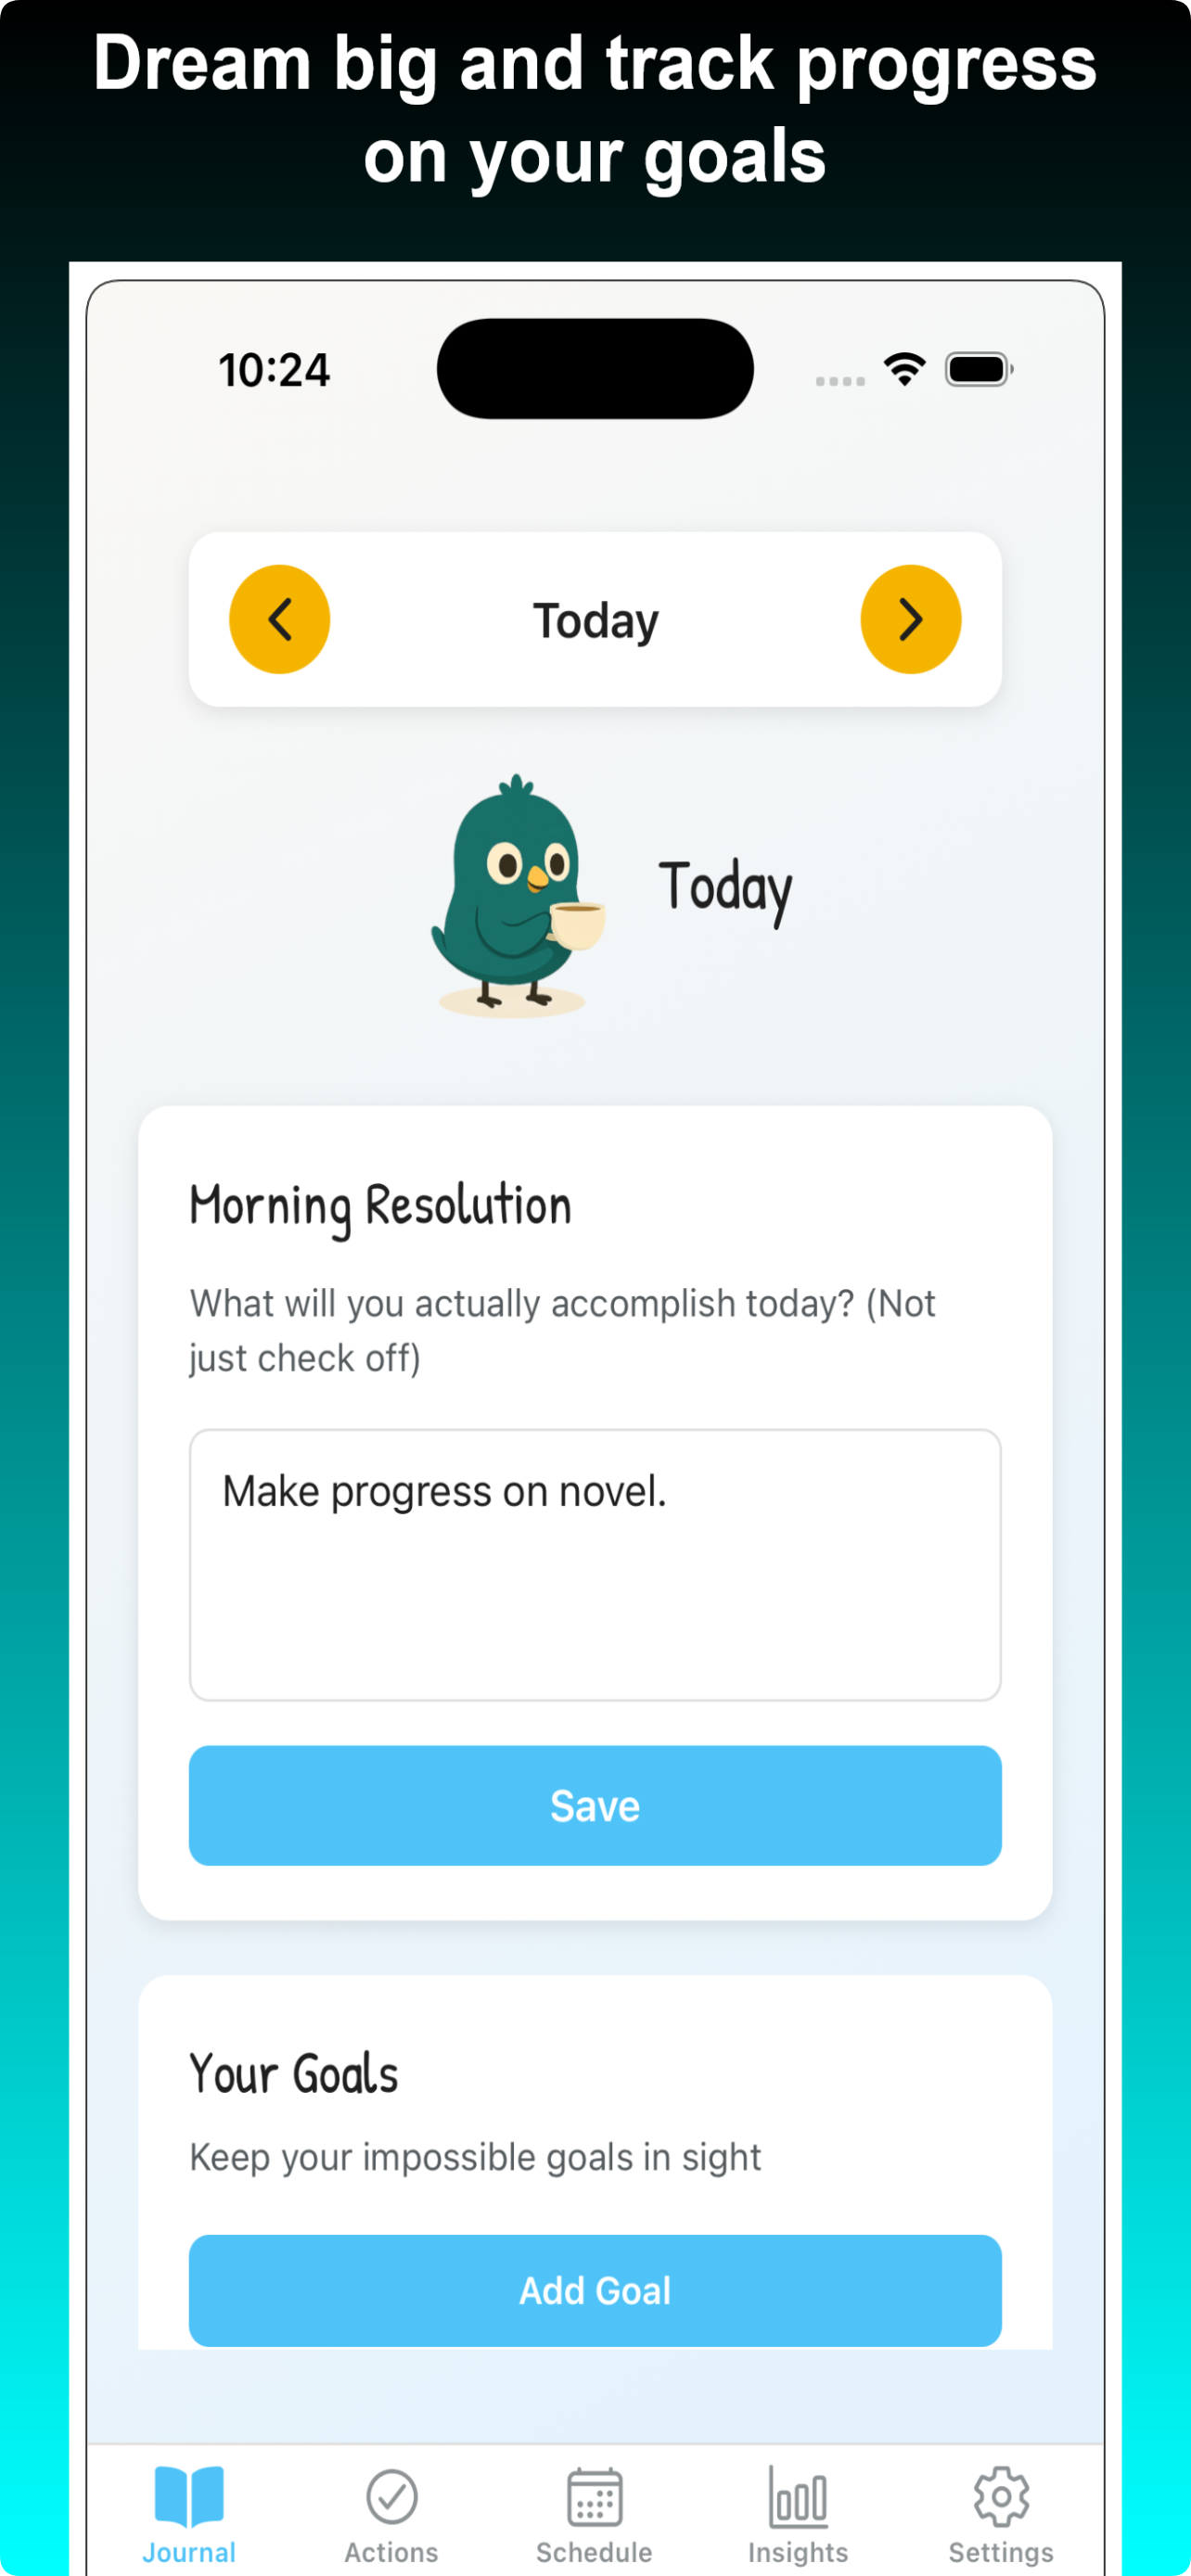 Dream big and track progress
on your goals
10:24
Today
Today
Morning Resolution
What will you actually accomplish today? (Not
just check off)
Make progress on novel.
Save
Your Goals
Keep your impossible goals in sight
Add Goal
Journal Actions Schedule Insights Settings